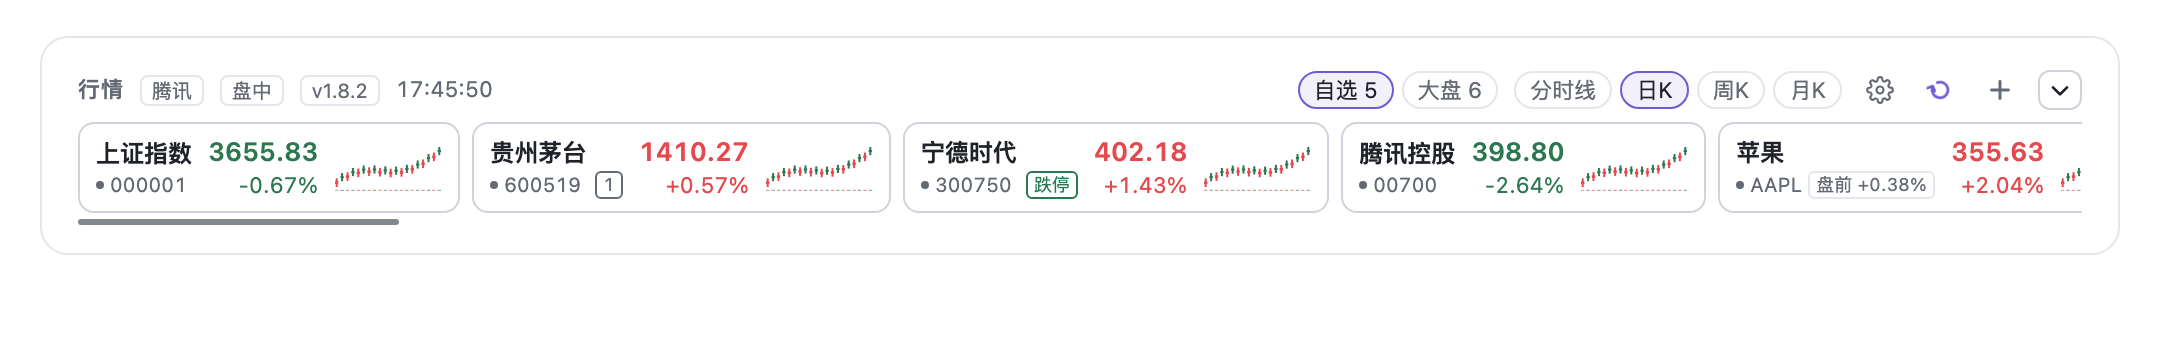 行情 腾讯 盘中 v1.8.2 17:45:50 自选 5 大盘 6 分时线 日K 周K 月K
上证指数 3655.83
000001 -0.67%
贵州茅台 1410.27
600519 1 +0.57%
宁德时代 402.18
300750 跌停 +1.43%
腾讯控股 398.80
00700 -2.64%
苹果 355.63
AAPL 盘前 +0.38% +2.04%